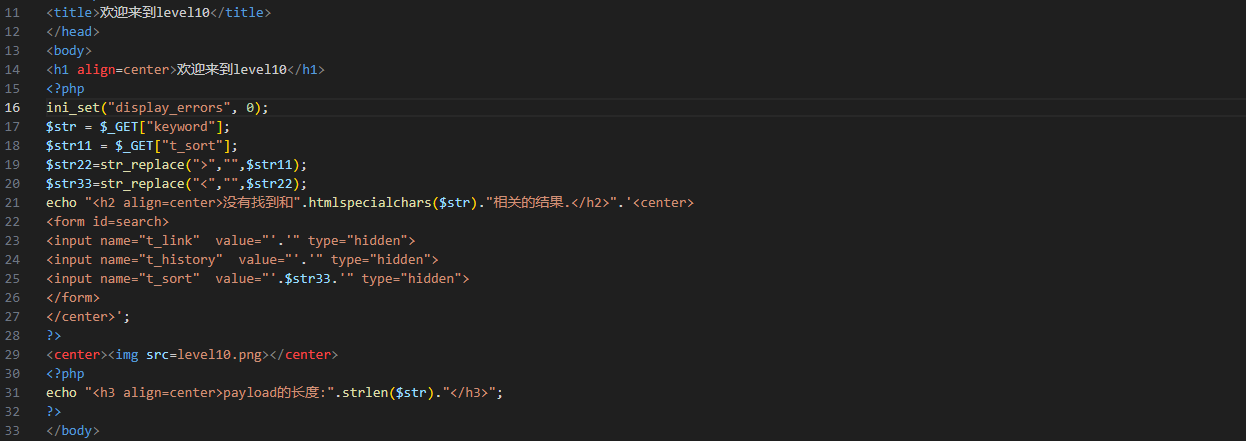 11 <title>欢迎来到level10</title>
12 </head>
13 <body>
14 <h1 align=center>欢迎来到level10</h1>
15 <?php
16 ini_set("display_errors", 0);
17 $str = $_GET["keyword"];
18 $str11 = $_GET["t_sort"];
19 $str22=str_replace(">","",$str11);
20 $str33=str_replace("<","",$str22);
21 echo "<h2 align=center>没有找到和".htmlspecialchars($str)."相关的结果.</h2>".'<center>
22 <form id=search>
23 <input name="t_link"  value="'.'" type="hidden">
24 <input name="t_history"  value="'.'" type="hidden">
25 <input name="t_sort"  value="'.$str33.'" type="hidden">
26 </form>
27 </center>';
28 ?>
29 <center><img src=level10.png></center>
30 <?php
31 echo "<h3 align=center>payload的长度:".strlen($str)."</h3>";
32 ?>
33 </body>